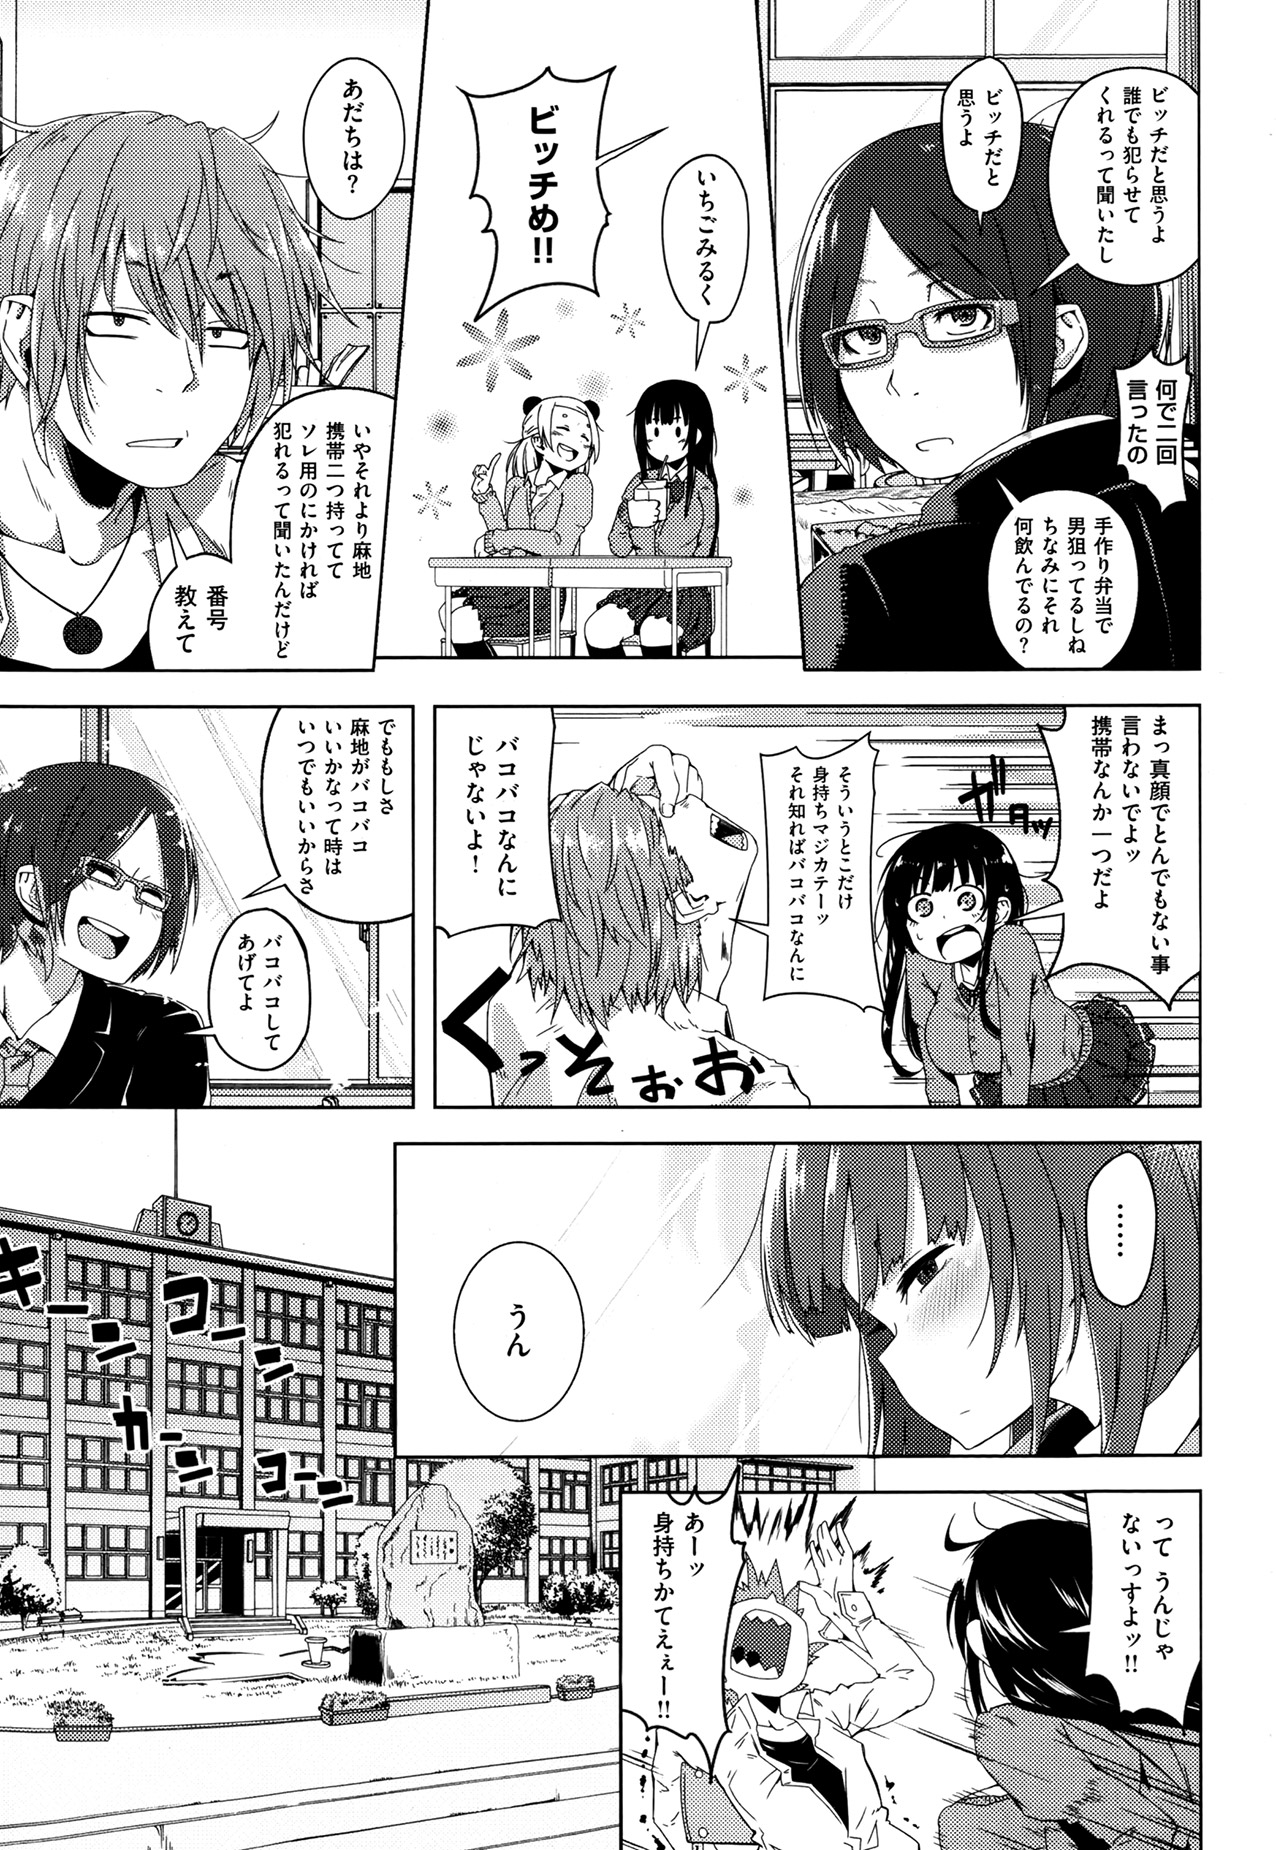 ビッチだと思うよ
誰でも犯らせて
くれるって聞いたし
ビッチだと
思うよ
何で二回
言ったの
手作り弁当で
男狙ってるしね
ちなみにそれ
何飲んでるの?
いちごみるく
ビッチめ!!
あだちは?
いやそれより麻地
携帯二つ持ってて
ソレ用のにかければ
犯れるって聞いたんだけど
番号
教えて
まっ真顔でとんでもない事
言わないでよッ
携帯なんか一つだよ
ガタッ
そういうとこだけ
身持ちマジカテーッ
それ知ればバコバコなんに
バコバコなんに
じゃないよ!
くっそぉぉお
でももしさ
麻地がバコバコ
いいかなって時は
いつでもいいからさ
バコバコして
あげてよ
……
うん
って うんじゃ
ないっすよッ!!
あーッ
身持ちかてぇぇー!!
キーンコーン
カーンコーン